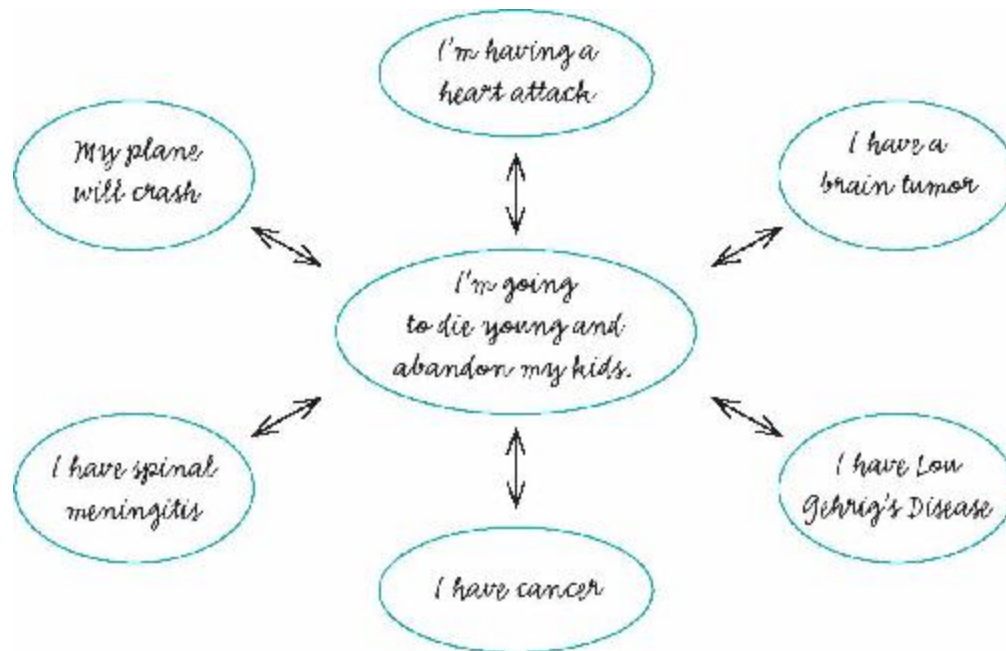 I'm having a
heart attack
My plane
will crash
I have a
brain tumor
I'm going
to die young and
abandon my kids.
I have spinal
meningitis
I have Lou
Gehrig's Disease
I have cancer